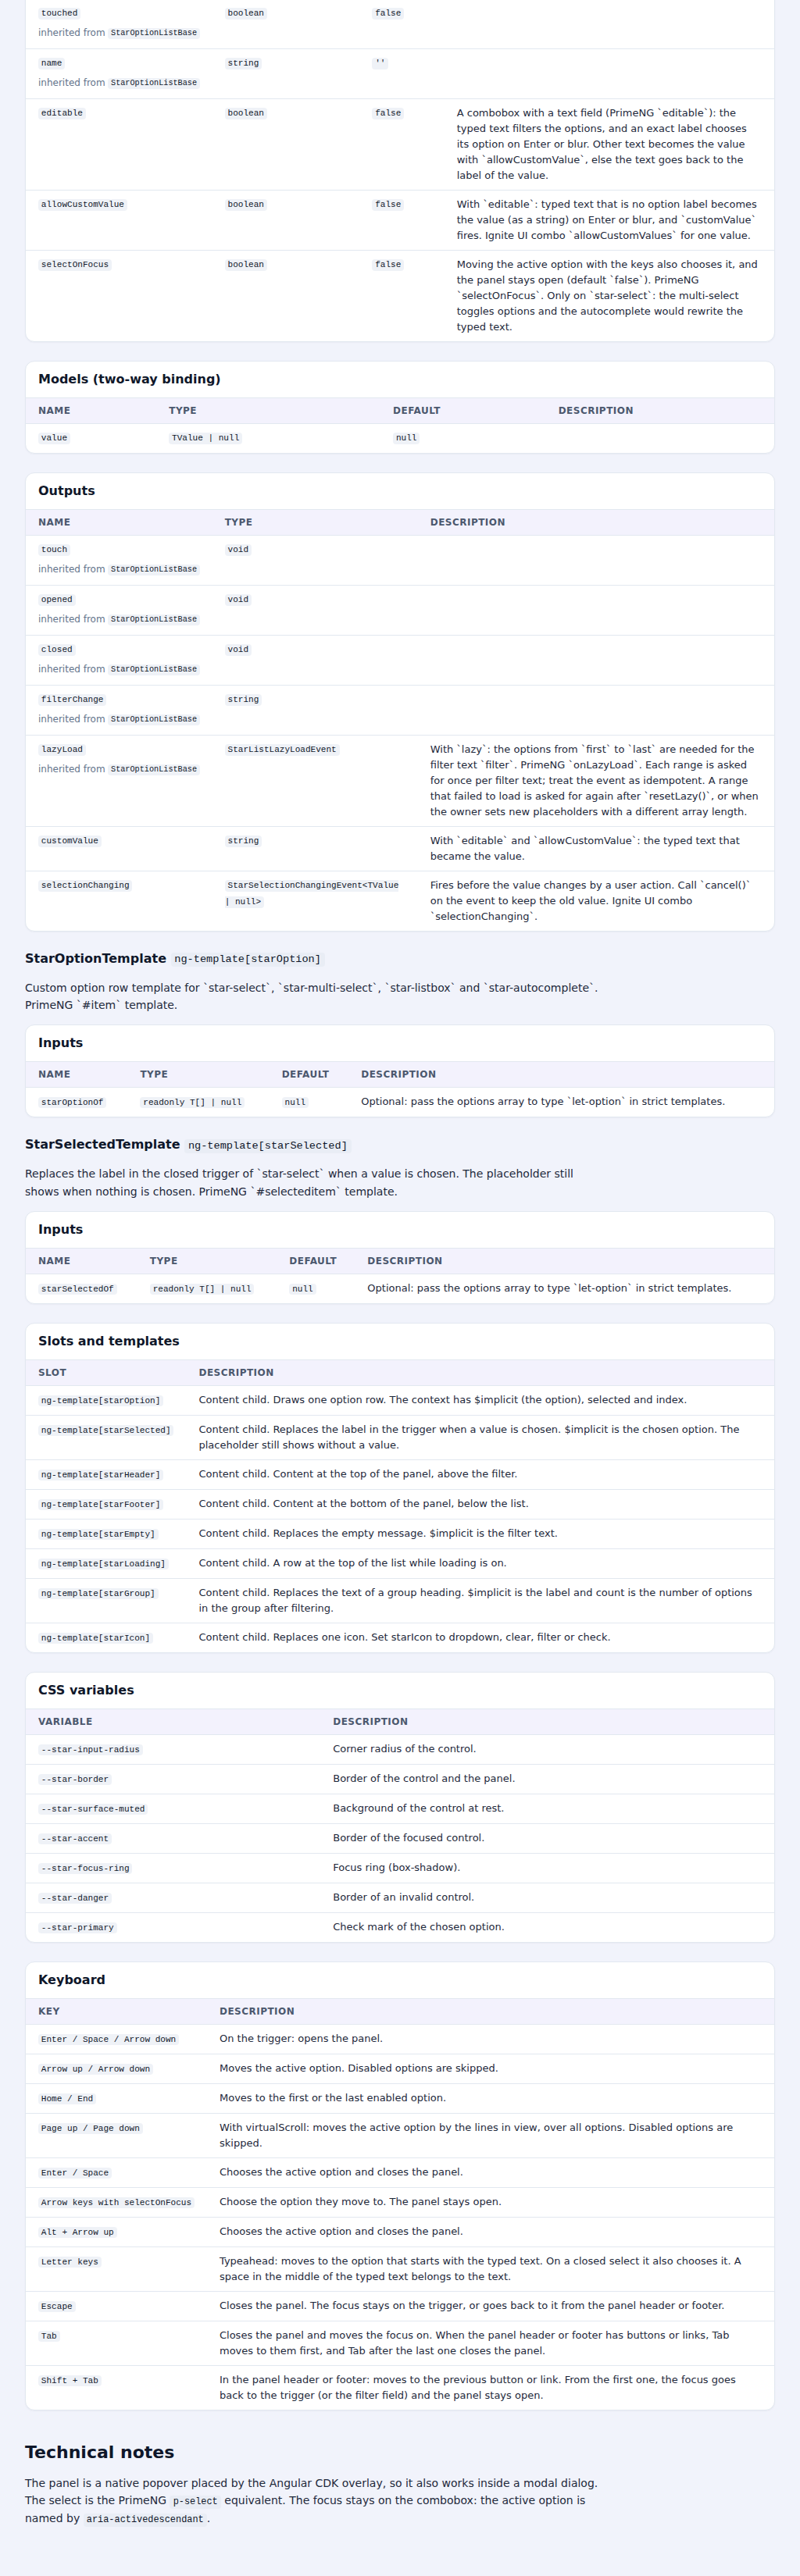 touched boolean false
inherited from StarOptionListBase
name string ''
inherited from StarOptionListBase
editable boolean false A combobox with a text field (PrimeNG `editable`): the
typed text filters the options, and an exact label chooses
its option on Enter or blur. Other text becomes the value
with `allowCustomValue`, else the text goes back to the
label of the value.
allowCustomValue boolean false With `editable`: typed text that is no option label becomes
the value (as a string) on Enter or blur, and `customValue`
fires. Ignite UI combo `allowCustomValues` for one value.
selectOnFocus boolean false Moving the active option with the keys also chooses it, and
the panel stays open (default `false`). PrimeNG
`selectOnFocus`. Only on `star-select`: the multi-select
toggles options and the autocomplete would rewrite the
typed text.
Models (two-way binding)
NAME TYPE DEFAULT DESCRIPTION
value TValue | null null
Outputs
NAME TYPE DESCRIPTION
touch void
inherited from StarOptionListBase
opened void
inherited from StarOptionListBase
closed void
inherited from StarOptionListBase
filterChange string
inherited from StarOptionListBase
lazyLoad StarListLazyLoadEvent With `lazy`: the options from `first` to `last` are needed for the
inherited from StarOptionListBase filter text `filter`. PrimeNG `onLazyLoad`. Each range is asked
for once per filter text; treat the event as idempotent. A range
that failed to load is asked for again after `resetLazy()`, or when
the owner sets new placeholders with a different array length.
customValue string With `editable` and `allowCustomValue`: the typed text that
became the value.
selectionChanging StarSelectionChangingEvent<TValue Fires before the value changes by a user action. Call `cancel()`
| null> on the event to keep the old value. Ignite UI combo
`selectionChanging`.
StarOptionTemplate ng-template[starOption]
Custom option row template for `star-select`, `star-multi-select`, `star-listbox` and `star-autocomplete`.
PrimeNG `#item` template.
Inputs
NAME TYPE DEFAULT DESCRIPTION
starOptionOf readonly T[] | null null Optional: pass the options array to type `let-option` in strict templates.
StarSelectedTemplate ng-template[starSelected]
Replaces the label in the closed trigger of `star-select` when a value is chosen. The placeholder still
shows when nothing is chosen. PrimeNG `#selecteditem` template.
Inputs
NAME TYPE DEFAULT DESCRIPTION
starSelectedOf readonly T[] | null null Optional: pass the options array to type `let-option` in strict templates.
Slots and templates
SLOT DESCRIPTION
ng-template[starOption] Content child. Draws one option row. The context has $implicit (the option), selected and index.
ng-template[starSelected] Content child. Replaces the label in the trigger when a value is chosen. $implicit is the chosen option. The
placeholder still shows without a value.
ng-template[starHeader] Content child. Content at the top of the panel, above the filter.
ng-template[starFooter] Content child. Content at the bottom of the panel, below the list.
ng-template[starEmpty] Content child. Replaces the empty message. $implicit is the filter text.
ng-template[starLoading] Content child. A row at the top of the list while loading is on.
ng-template[starGroup] Content child. Replaces the text of a group heading. $implicit is the label and count is the number of options
in the group after filtering.
ng-template[starIcon] Content child. Replaces one icon. Set starIcon to dropdown, clear, filter or check.
CSS variables
VARIABLE DESCRIPTION
--star-input-radius Corner radius of the control.
--star-border Border of the control and the panel.
--star-surface-muted Background of the control at rest.
--star-accent Border of the focused control.
--star-focus-ring Focus ring (box-shadow).
--star-danger Border of an invalid control.
--star-primary Check mark of the chosen option.
Keyboard
KEY DESCRIPTION
Enter / Space / Arrow down On the trigger: opens the panel.
Arrow up / Arrow down Moves the active option. Disabled options are skipped.
Home / End Moves to the first or the last enabled option.
Page up / Page down With virtualScroll: moves the active option by the lines in view, over all options. Disabled options are
skipped.
Enter / Space Chooses the active option and closes the panel.
Arrow keys with selectOnFocus Choose the option they move to. The panel stays open.
Alt + Arrow up Chooses the active option and closes the panel.
Letter keys Typeahead: moves to the option that starts with the typed text. On a closed select it also chooses it. A
space in the middle of the typed text belongs to the text.
Escape Closes the panel. The focus stays on the trigger, or goes back to it from the panel header or footer.
Tab Closes the panel and moves the focus on. When the panel header or footer has buttons or links, Tab
moves to them first, and Tab after the last one closes the panel.
Shift + Tab In the panel header or footer: moves to the previous button or link. From the first one, the focus goes
back to the trigger (or the filter field) and the panel stays open.
Technical notes
The panel is a native popover placed by the Angular CDK overlay, so it also works inside a modal dialog.
The select is the PrimeNG p-select equivalent. The focus stays on the combobox: the active option is
named by aria-activedescendant .